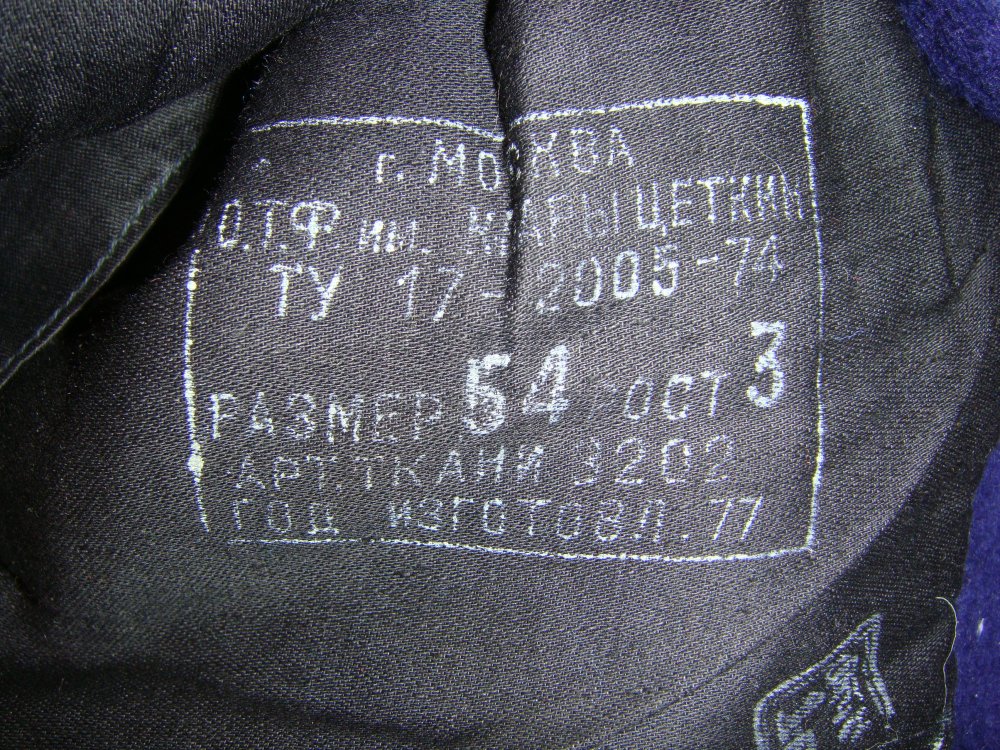 г. МОСКВА
О.Т.Ф. им. КЛАРЫ ЦЕТКИН
ТУ 17-2005-74
РАЗМЕР 54 РОСТ 3
АРТ. ТКАНИ 3202
ГОД ИЗГОТОВЛ. 77